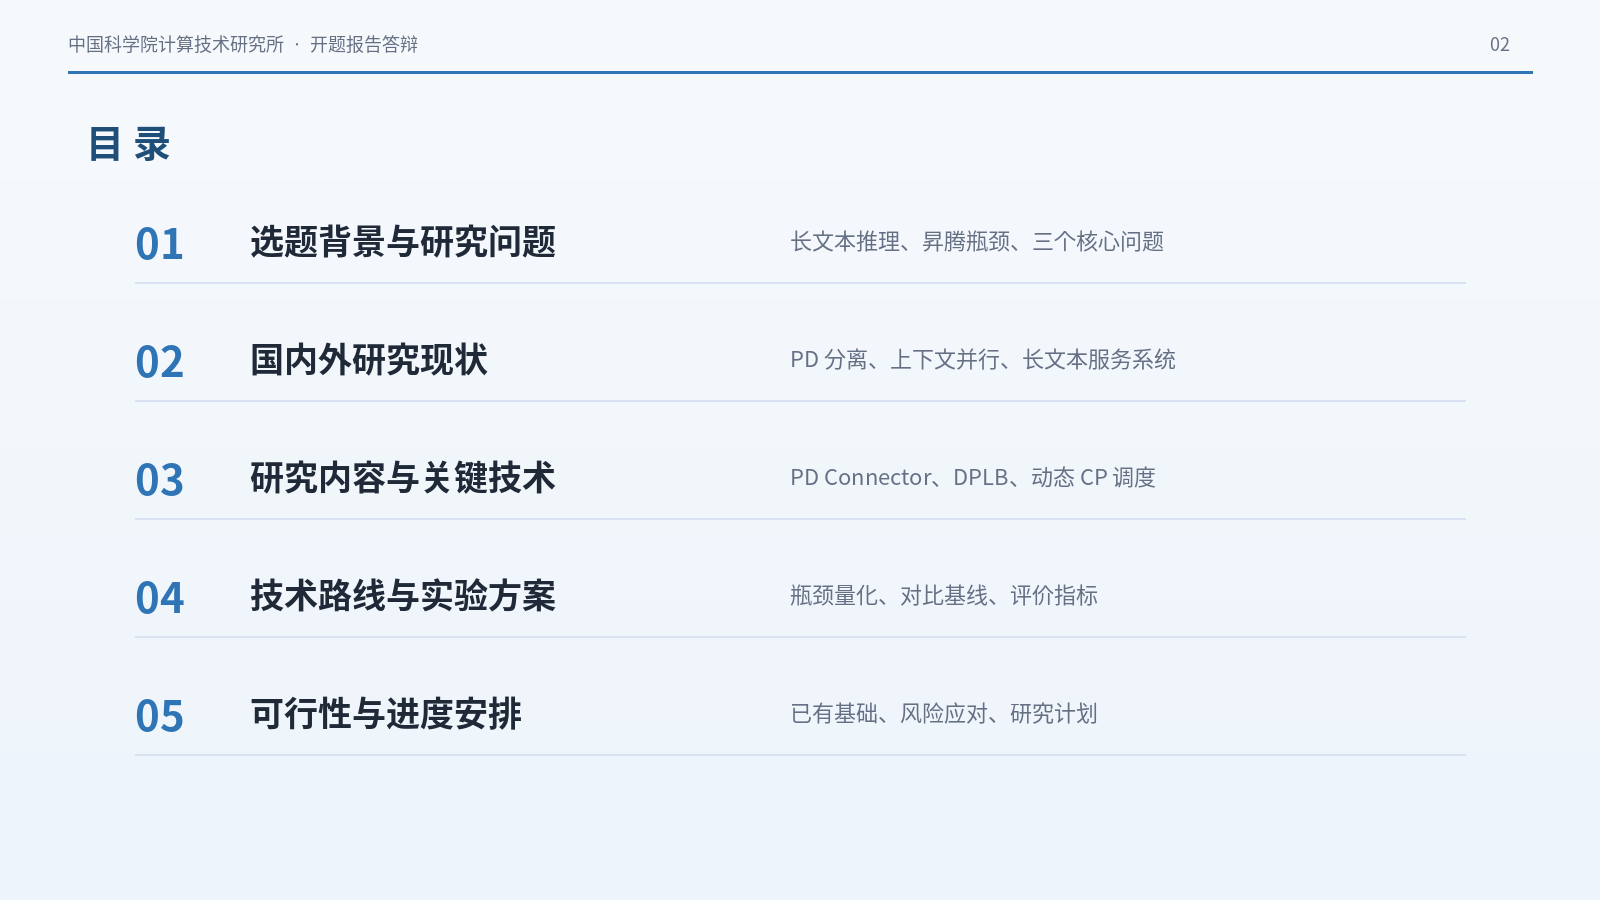 中国科学院计算技术研究所 · 开题报告答辩
02
目 录
01 选题背景与研究问题 长文本推理、昇腾瓶颈、三个核心问题
02 国内外研究现状 PD 分离、上下文并行、长文本服务系统
03 研究内容与关键技术 PD Connector、DPLB、动态 CP 调度
04 技术路线与实验方案 瓶颈量化、对比基线、评价指标
05 可行性与进度安排 已有基础、风险应对、研究计划